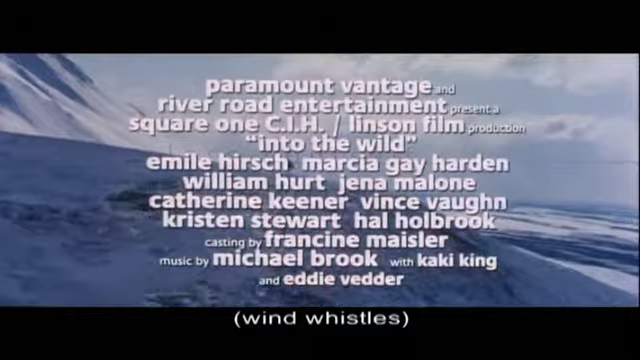 paramount vantage and
river road entertainment present a
square one C.I.H. / linson film production
"into the wild"
emile hirsch marcia gay harden
william hurt jena malone
catherine keener vince vaughn
kristen stewart hal holbrook
casting by francine maisler
music by michael brook with kaki king
and eddie vedder
(wind whistles)